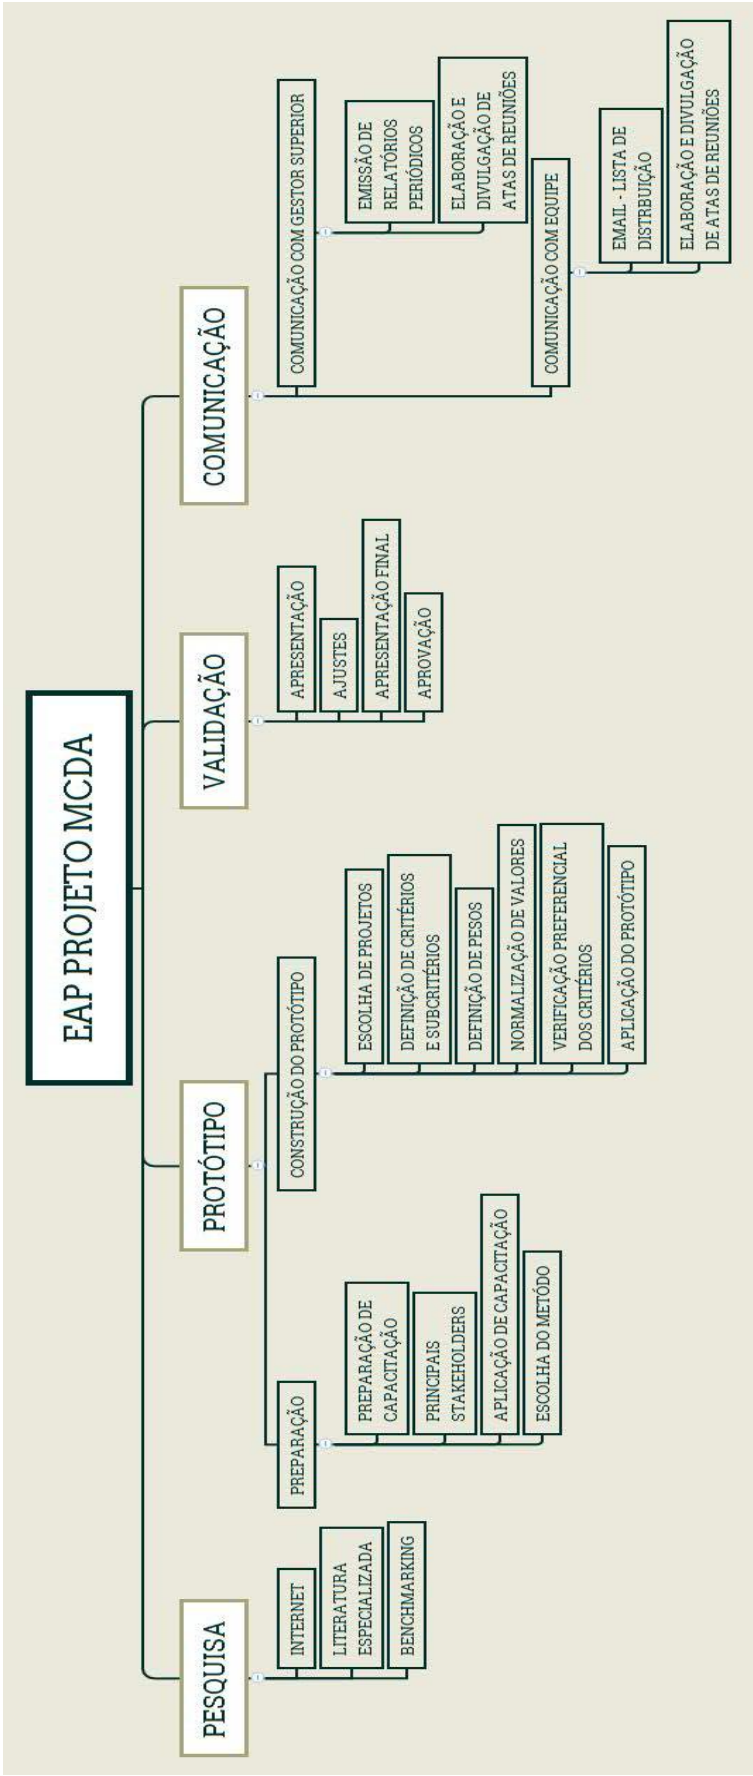 EAP PROJETO MCDA
PESQUISA
INTERNET
LITERATURA
ESPECIALIZADA
BENCHMARKING
PROTÓTIPO
PREPARAÇÃO
PREPARAÇÃO DE
CAPACITAÇÃO
PRINCIPAIS
STAKEHOLDERS
APLICAÇÃO DE CAPACITAÇÃO
ESCOLHA DO METÓDO
CONSTRUÇÃO DO PROTÓTIPO
ESCOLHA DE PROJETOS
DEFINIÇÃO DE CRITÉRIOS
E SUBCRITÉRIOS
DEFINIÇÃO DE PESOS
NORMALIZAÇÃO DE VALORES
VERIFICAÇÃO PREFERENCIAL
DOS CRITÉRIOS
APLICAÇÃO DO PROTÓTIPO
VALIDAÇÃO
APRESENTAÇÃO
AJUSTES
APRESENTAÇÃO FINAL
APROVAÇÃO
COMUNICAÇÃO
COMUNICAÇÃO COM GESTOR SUPERIOR
EMISSÃO DE
RELATÓRIOS
PERIÓDICOS
ELABORAÇÃO E
DIVULGAÇÃO DE
ATAS DE REUNIÕES
COMUNICAÇÃO COM EQUIPE
EMAIL - LISTA DE
DISTRBUIÇÃO
ELABORAÇÃO E DIVULGAÇÃO
DE ATAS DE REUNIÕES